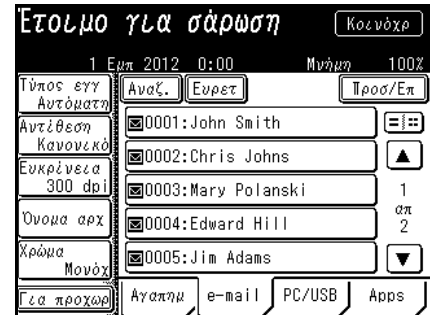 Έτοιμο για σάρωση
Κοινόχρ
1 Εμπ 2012 0:00 Μνήμη 100%
Τύπος εγγ
Αυτόματη
Αντίθεση
Κανονικό
Ευκρίνεια
300 dpi
Όνομα αρχ
Χρώμα
Μονόχ
Για προχωρ
Αναζ.
Ευρετ
Προσ/Επ
0001:John Smith
0002:Chris Johns
0003:Mary Polanski
0004:Edward Hill
0005:Jim Adams
1
απ
2
Αγαπημ
e-mail
PC/USB
Apps